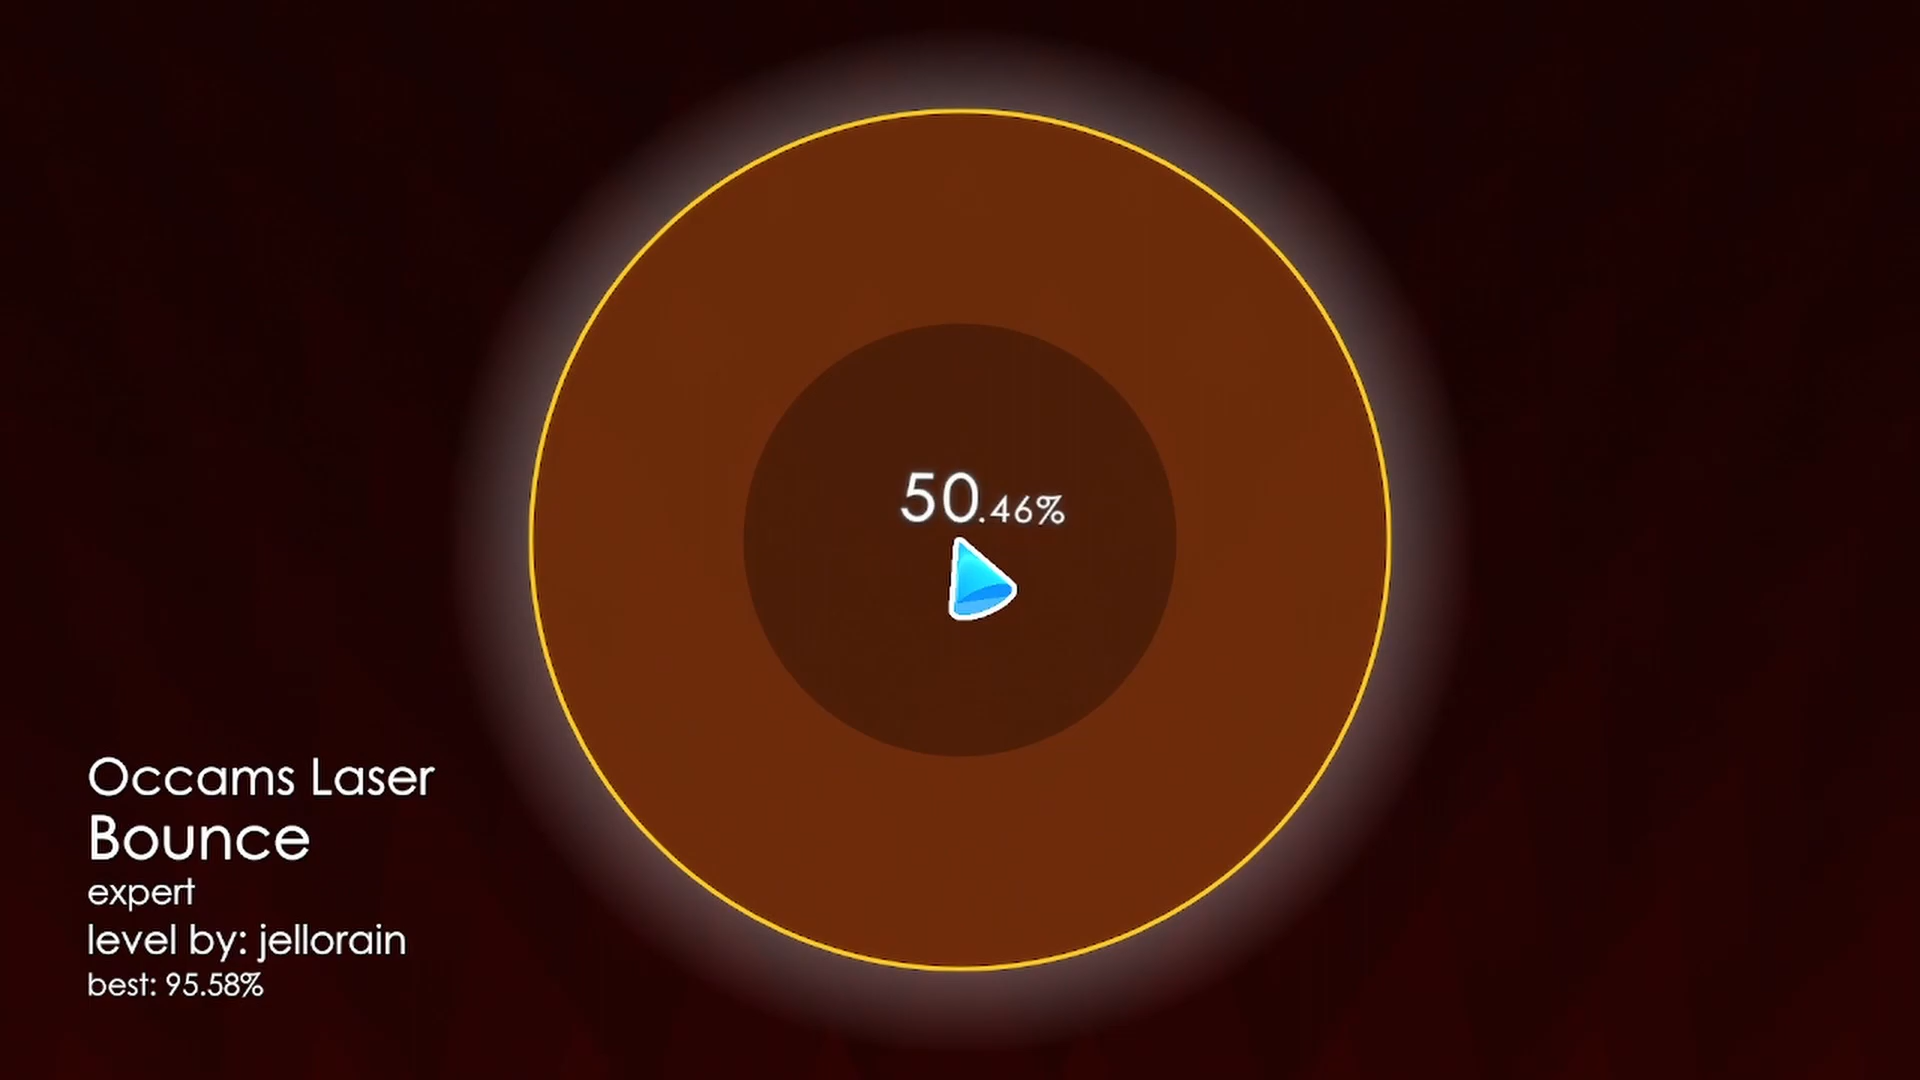 50.46%
Occams Laser
Bounce
expert
level by: jellorain
best: 95.58%